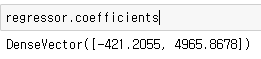 regressor.coefficients
DenseVector([-421.2055, 4965.8678])